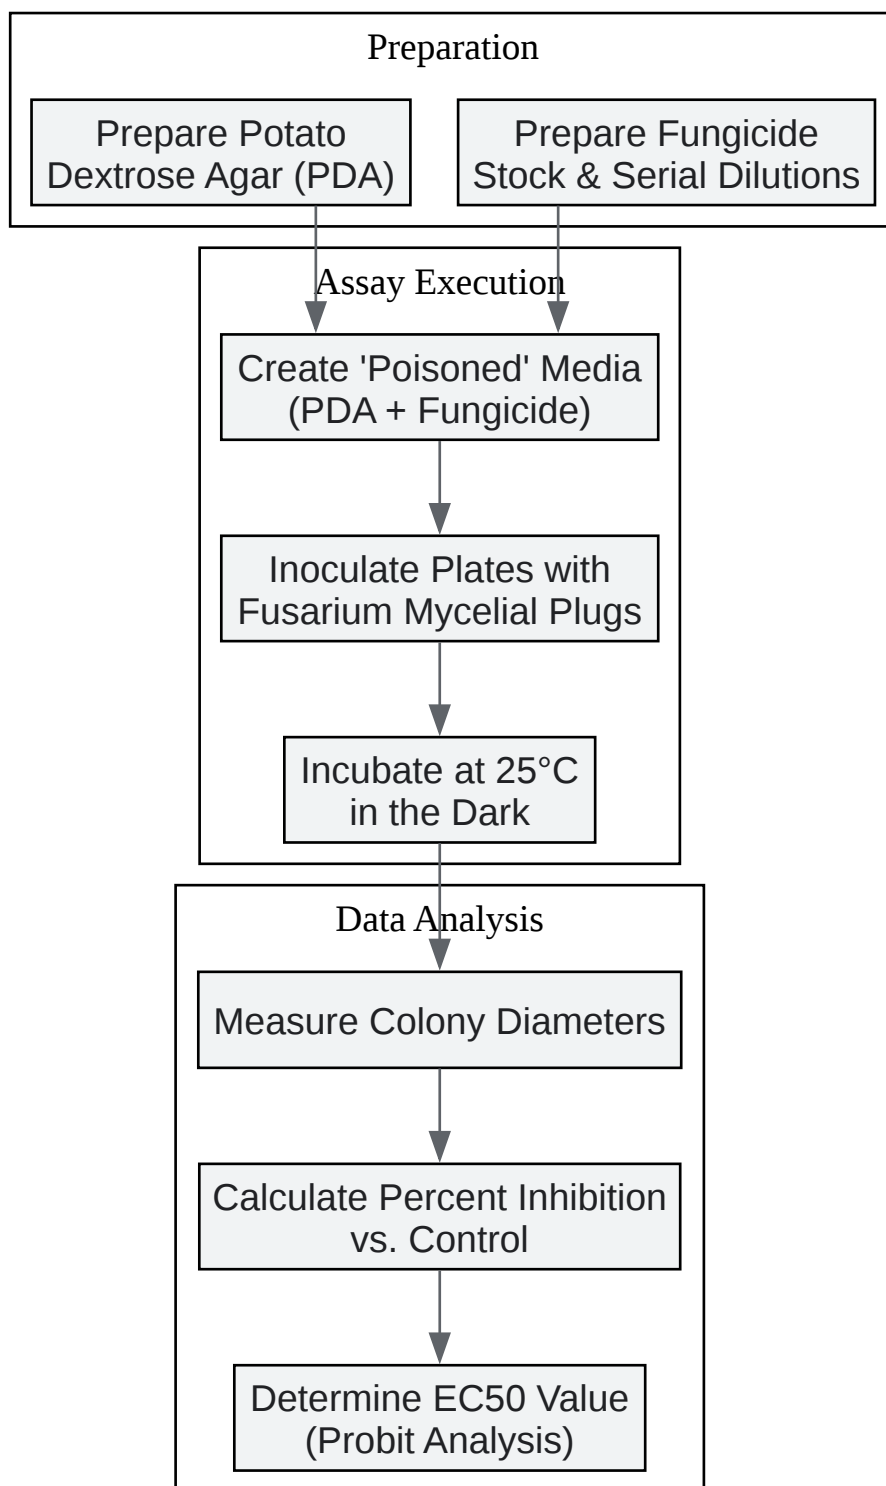 Preparation
Prepare Potato
Dextrose Agar (PDA)
Prepare Fungicide
Stock & Serial Dilutions
Assay Execution
Create 'Poisoned' Media
(PDA + Fungicide)
Inoculate Plates with
Fusarium Mycelial Plugs
Incubate at 25°C
in the Dark
Data Analysis
Measure Colony Diameters
Calculate Percent Inhibition
vs. Control
Determine EC50 Value
(Probit Analysis)